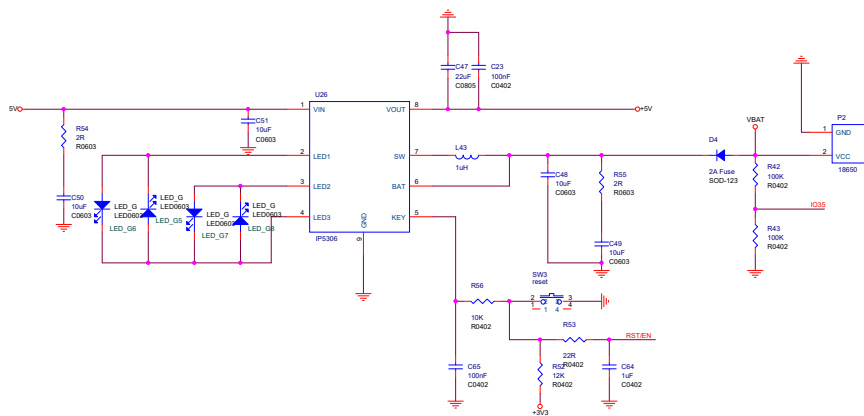 C47
22uF
C0805
C23
100nF
C0402
U26
5V
1
VIN
VOUT
8
+5V
R54
2R
R0603
C51
10uF
C0603
2
LED1
SW
7
L43
1uH
3
LED2
BAT
6
4
LED3
KEY
5
GND
9
IP5306
C50
10uF
C0603
LED_G
LED0603
LED_G6
LED_G
LED0603
LED_G5
LED_G
LED0603
LED_G7
LED_G
LED0603
LED_G8
C48
10uF
C0603
R55
2R
R0603
C49
10uF
C0603
D4
2A Fuse
SOD-123
VBAT
P2
1
GND
2
VCC
18650
R42
100K
R0402
IO35
R43
100K
R0402
R56
10K
R0402
SW3
reset
2
3
1
4
1
4
R53
22R
R0402
RST/EN
C65
100nF
C0402
R52
12K
R0402
C64
1uF
C0402
+3V3